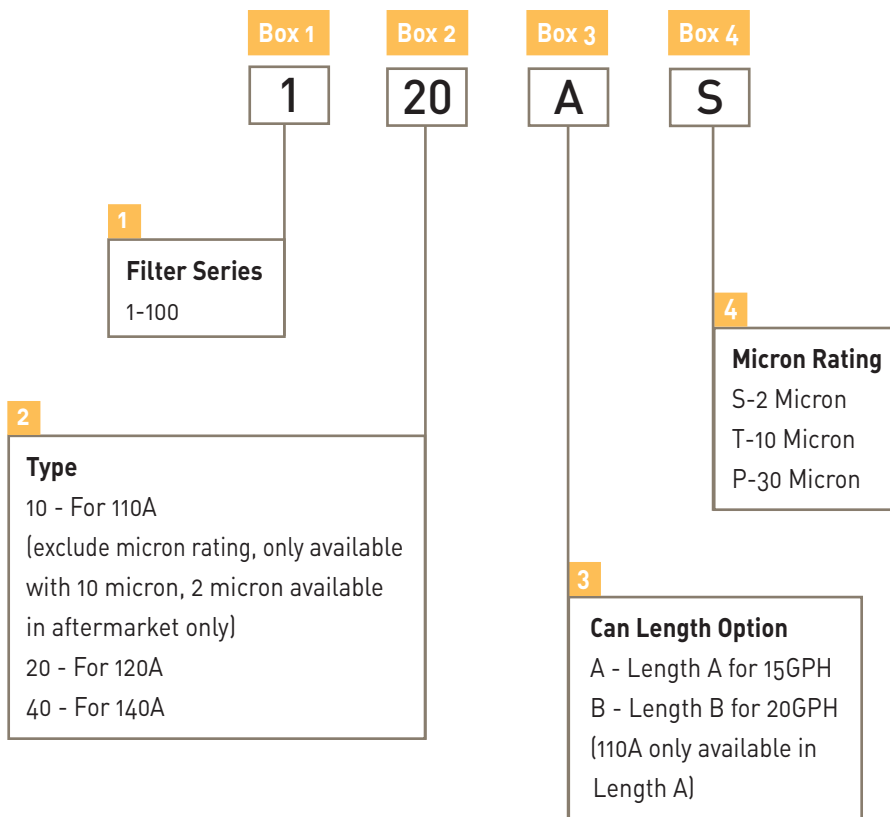 Box 1 Box 2 Box 3 Box 4
1 20 A S
1
Filter Series
1-100
2
Type
10 - For 110A
(exclude micron rating, only available
with 10 micron, 2 micron available
in aftermarket only)
20 - For 120A
40 - For 140A
3
Can Length Option
A - Length A for 15GPH
B - Length B for 20GPH
(110A only available in
Length A)
4
Micron Rating
S-2 Micron
T-10 Micron
P-30 Micron